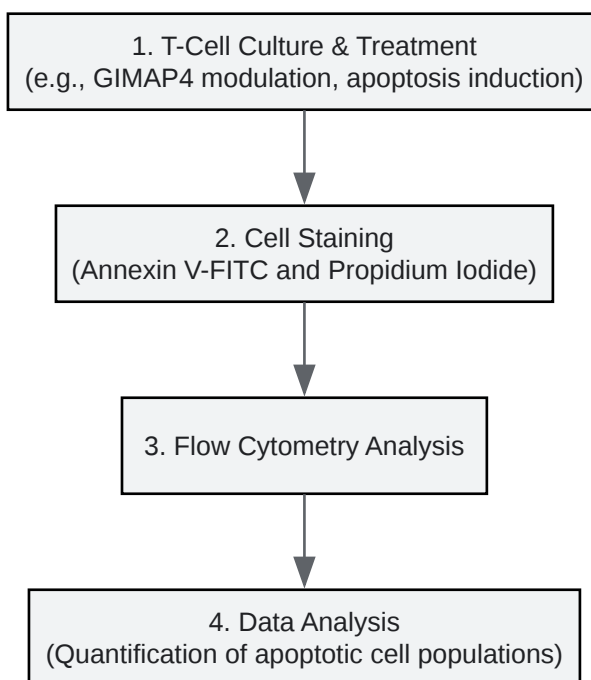 1. T-Cell Culture & Treatment
(e.g., GIMAP4 modulation, apoptosis induction)
2. Cell Staining
(Annexin V-FITC and Propidium Iodide)
3. Flow Cytometry Analysis
4. Data Analysis
(Quantification of apoptotic cell populations)